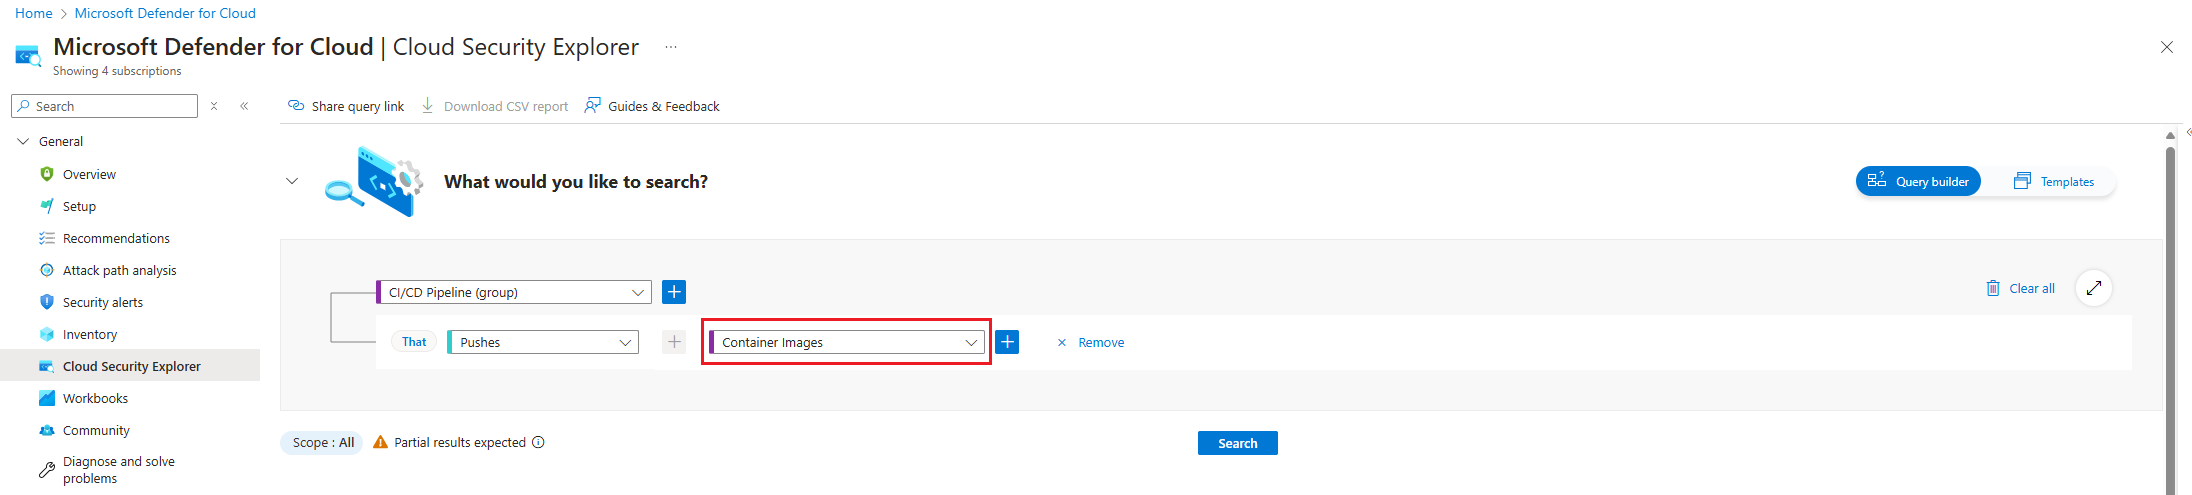 Home > Microsoft Defender for Cloud
Microsoft Defender for Cloud | Cloud Security Explorer ...
Showing 4 subscriptions
Search
Share query link
Download CSV report
Guides & Feedback
General
Overview
Setup
Recommendations
Attack path analysis
Security alerts
Inventory
Cloud Security Explorer
Workbooks
Community
Diagnose and solve
problems
What would you like to search?
Query builder
Templates
CI/CD Pipeline (group)
Clear all
That
Pushes
Container Images
Remove
Scope : All
Partial results expected
Search